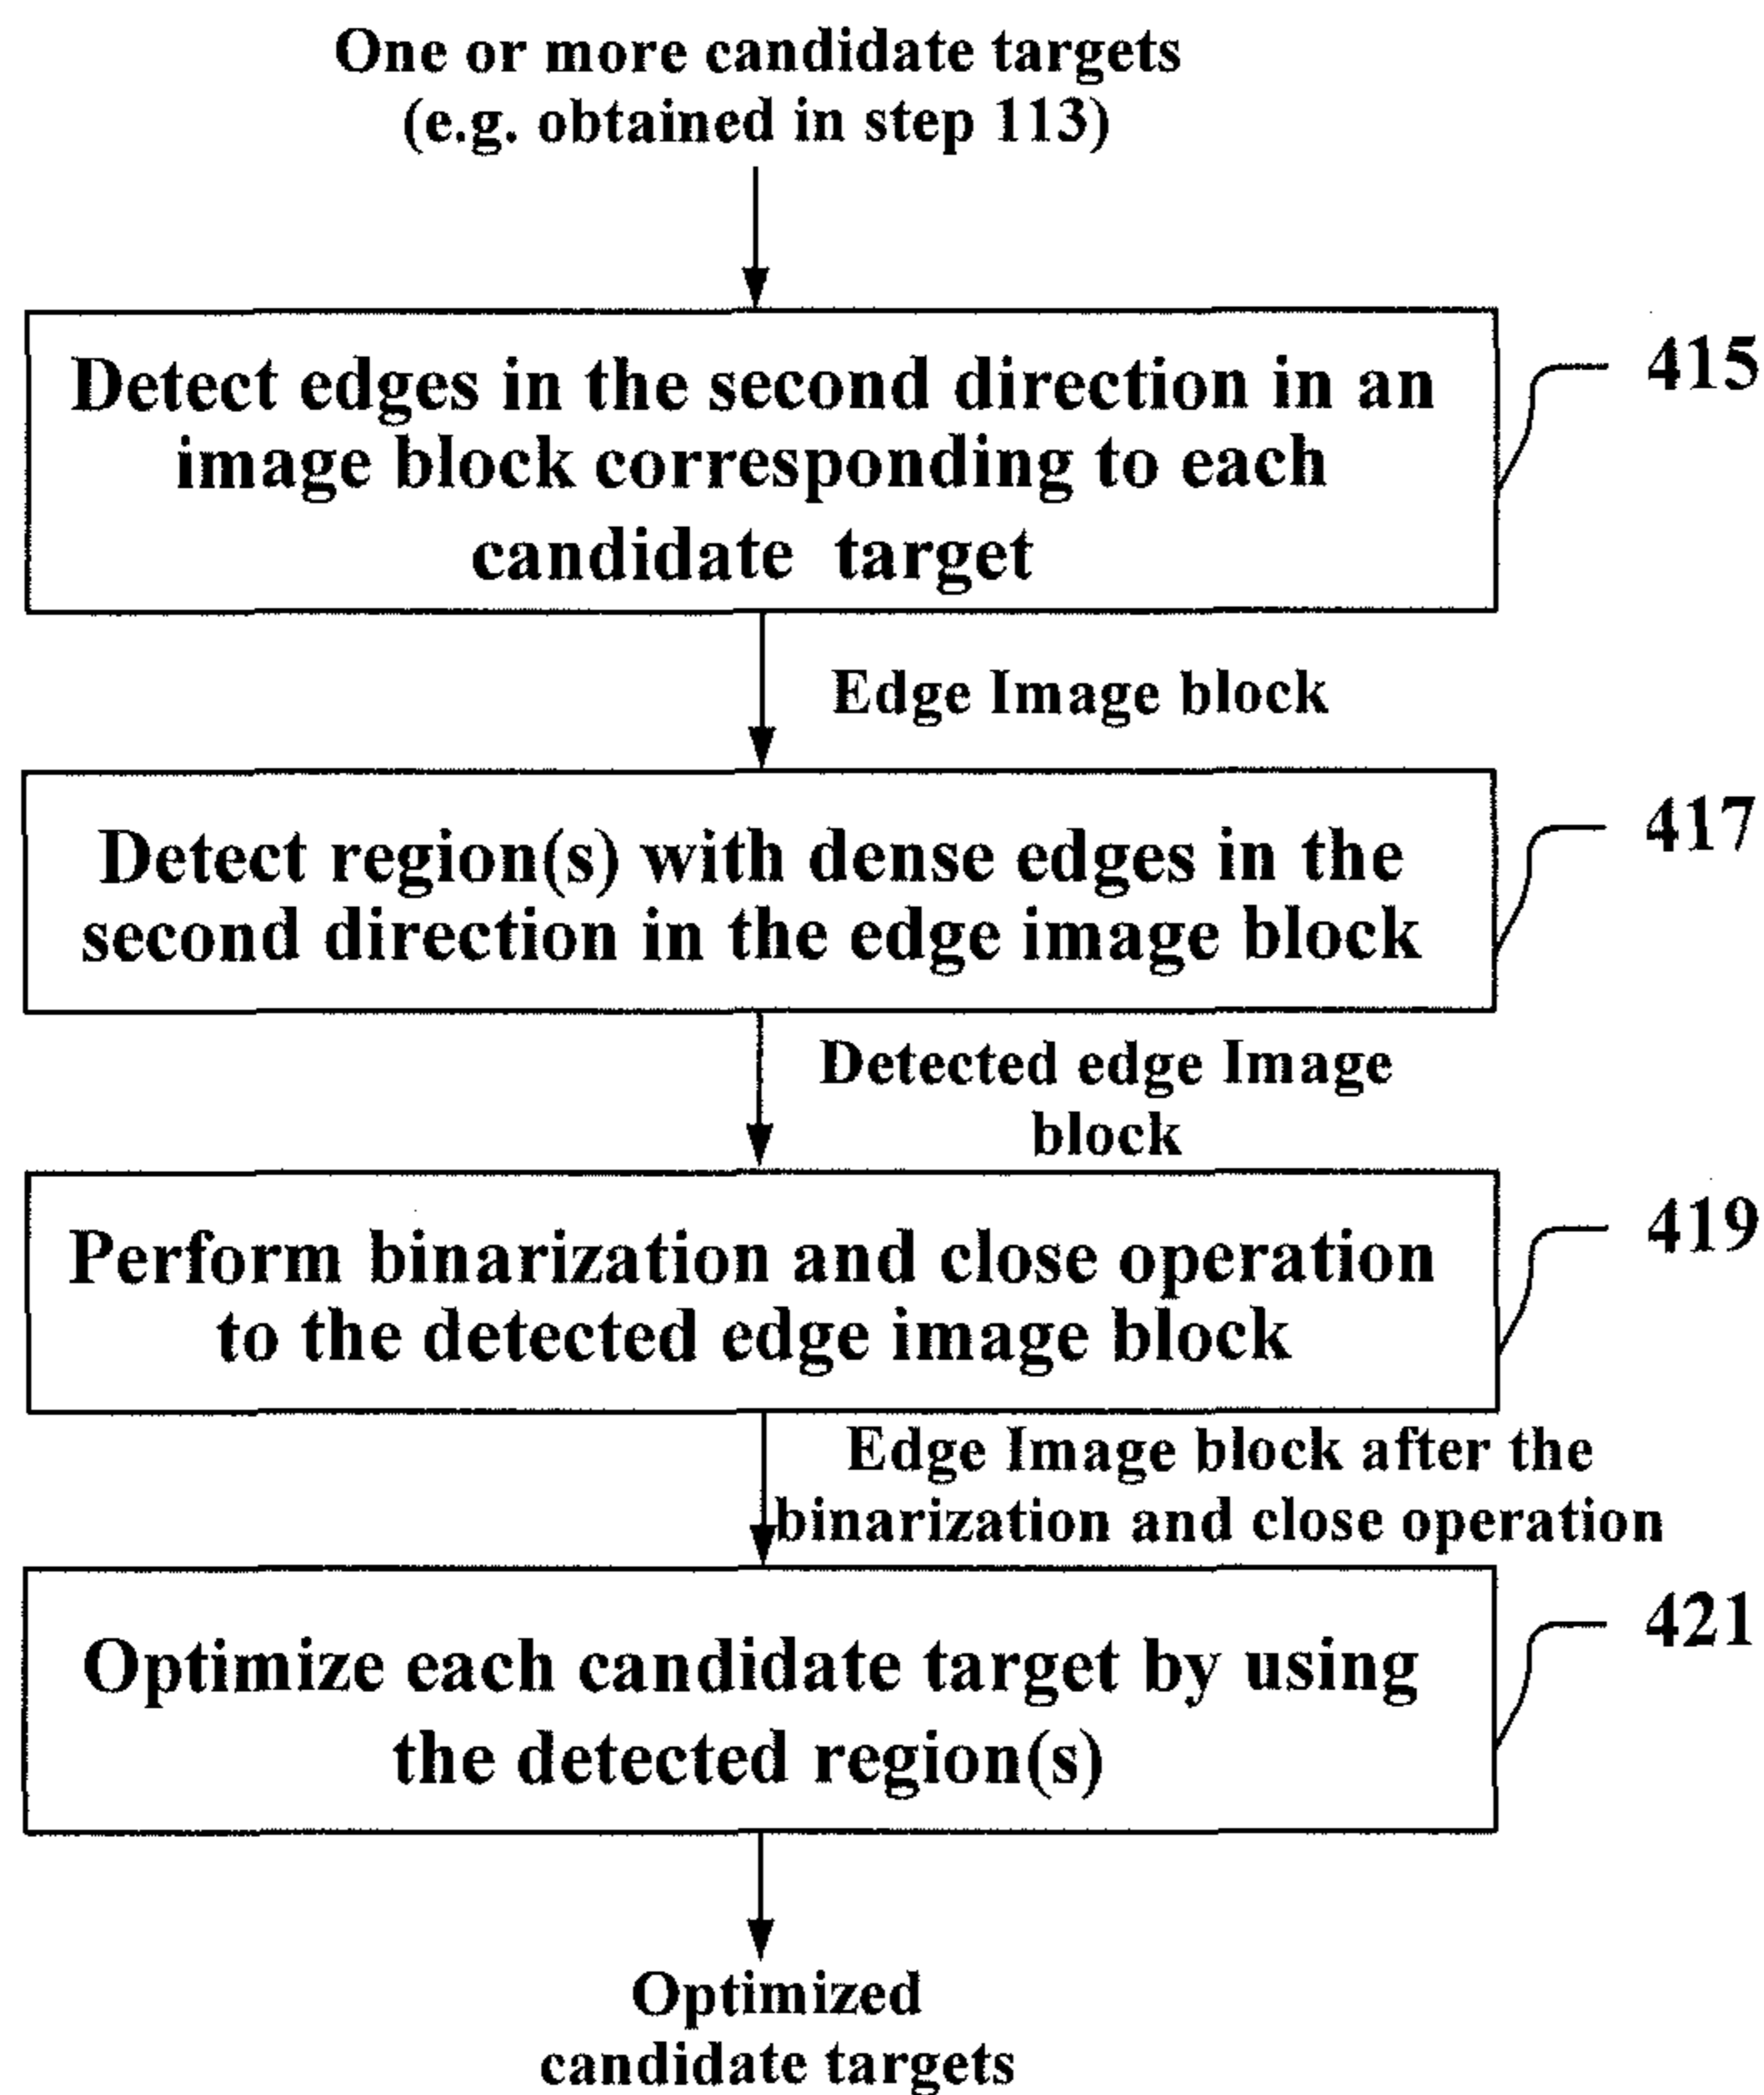 One or more candidate targets
(e.g. obtained in step 113)
Detect edges in the second direction in an
image block corresponding to each
candidate target
415
Edge Image block
Detect region(s) with dense edges in the
second direction in the edge image block
417
Detected edge Image
block
Perform binarization and close operation
to the detected edge image block
419
Edge Image block after the
binarization and close operation
Optimize each candidate target by using
the detected region(s)
421
Optimized
candidate targets